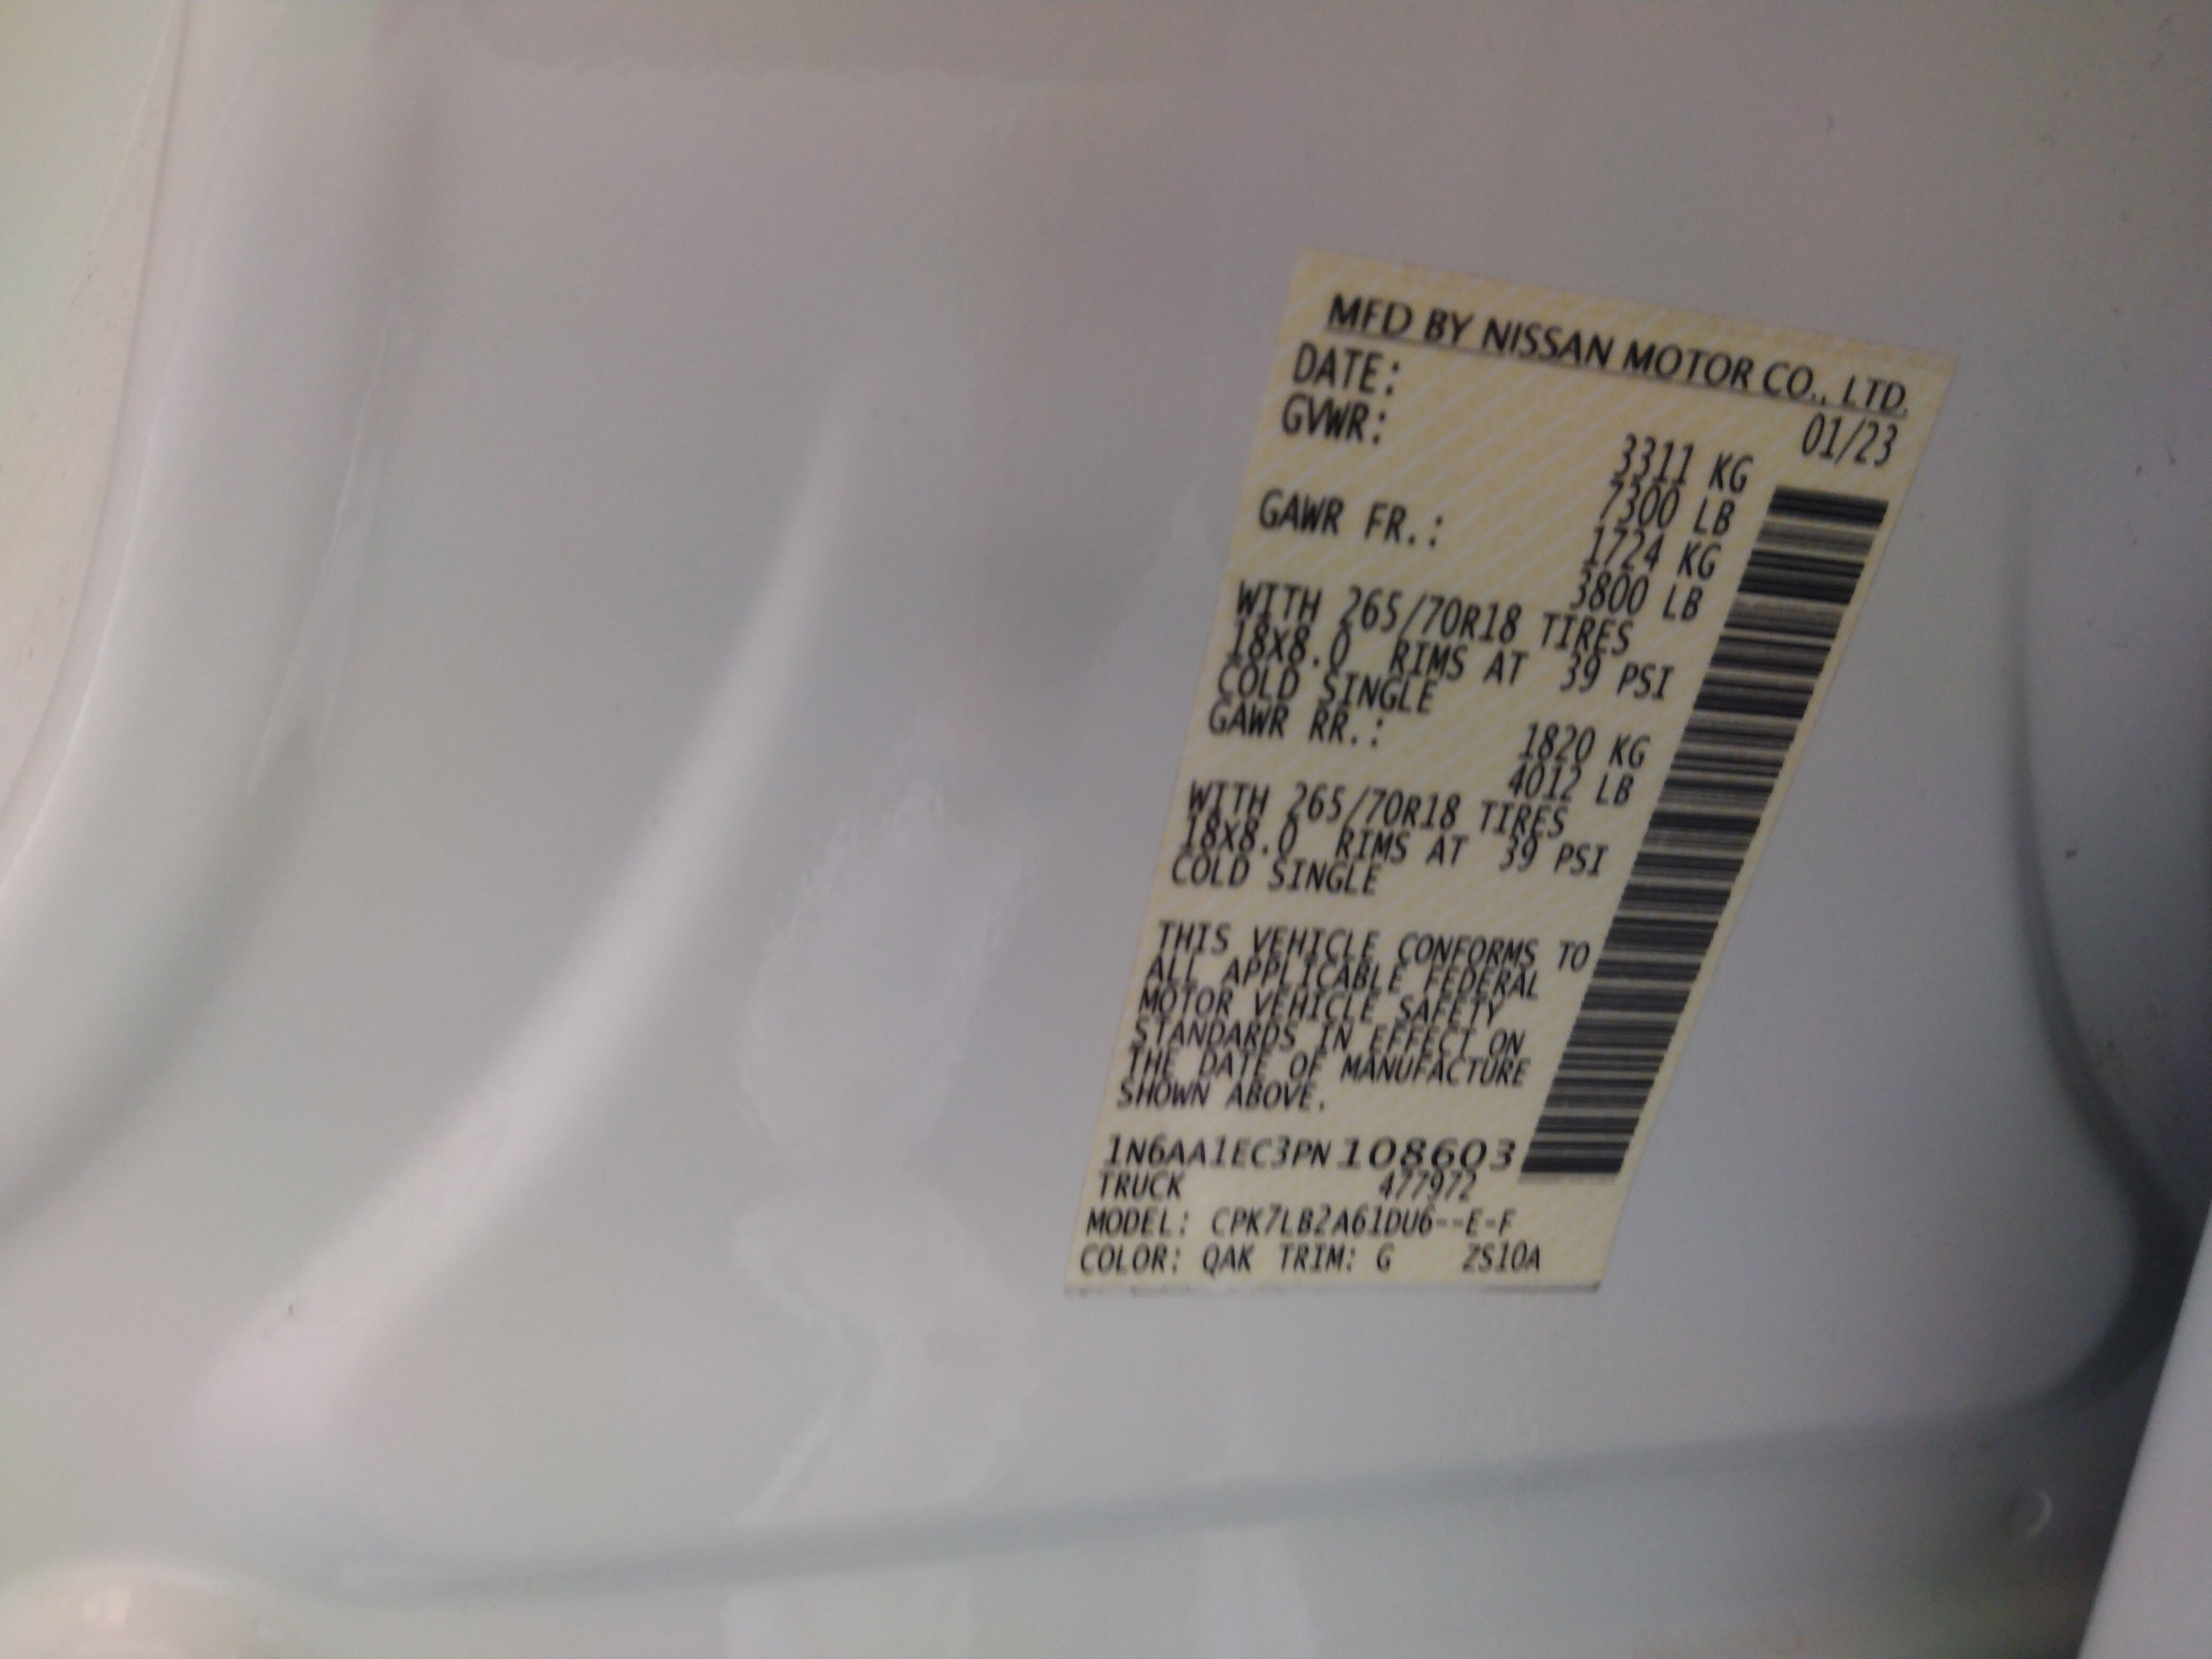 MFD BY NISSAN MOTOR CO., LTD.
DATE: 01/23
GVWR: 3311 KG
7300 LB
GAWR FR.: 1724 KG
3800 LB
WITH 265/70R18 TIRES
18X8.0 RIMS AT 39 PSI
COLD SINGLE
GAWR RR.: 1820 KG
4012 LB
WITH 265/70R18 TIRES
18X8.0 RIMS AT 39 PSI
COLD SINGLE
THIS VEHICLE CONFORMS TO
ALL APPLICABLE FEDERAL
MOTOR VEHICLE SAFETY
STANDARDS IN EFFECT ON
THE DATE OF MANUFACTURE
SHOWN ABOVE.
1N6AA1EC3PN108603
TRUCK 477972
MODEL: CPK7LB2A61DU6--E-F
COLOR: QAK TRIM: G ZS10A